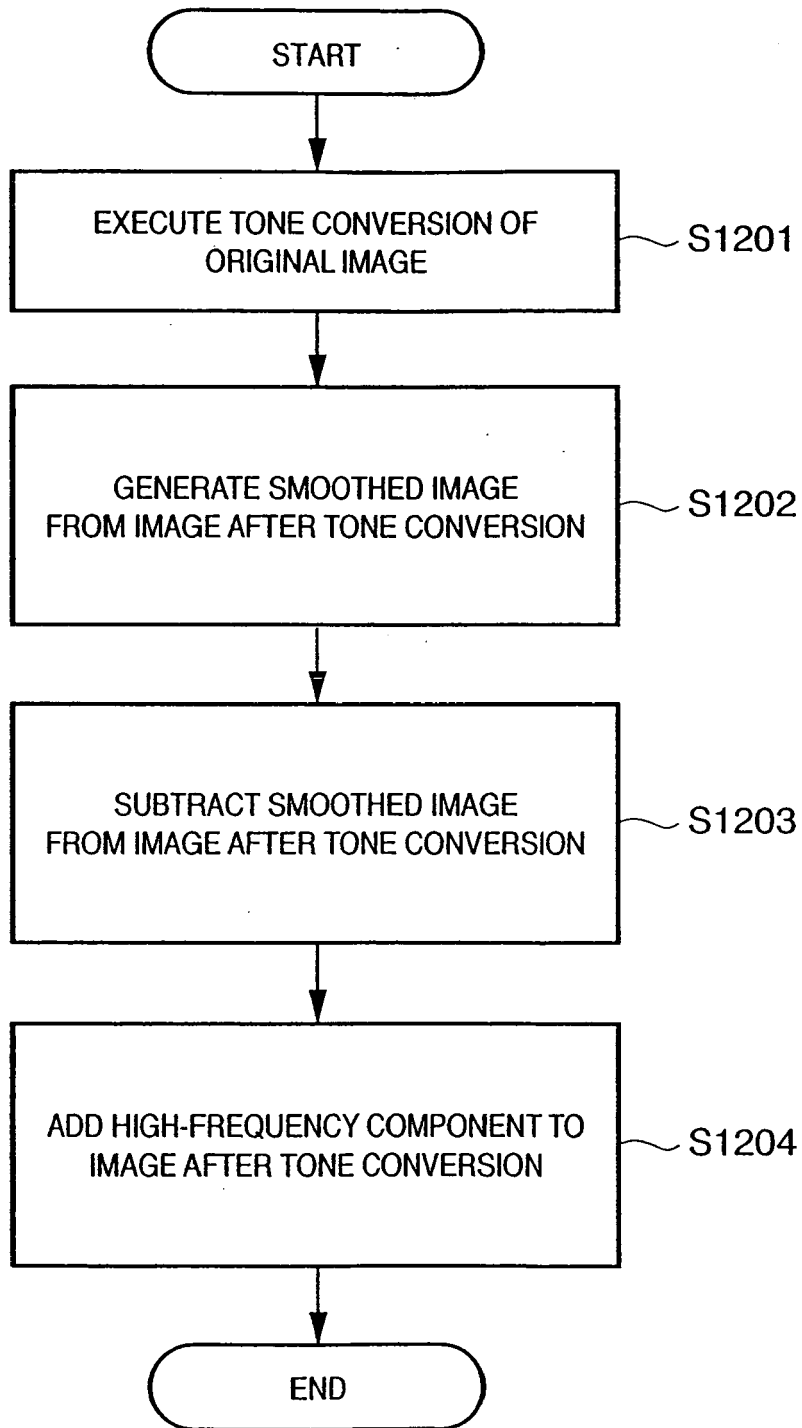 START
EXECUTE TONE CONVERSION OF
ORIGINAL IMAGE
S1201
GENERATE SMOOTHED IMAGE
FROM IMAGE AFTER TONE CONVERSION
S1202
SUBTRACT SMOOTHED IMAGE
FROM IMAGE AFTER TONE CONVERSION
S1203
ADD HIGH-FREQUENCY COMPONENT TO
IMAGE AFTER TONE CONVERSION
S1204
END